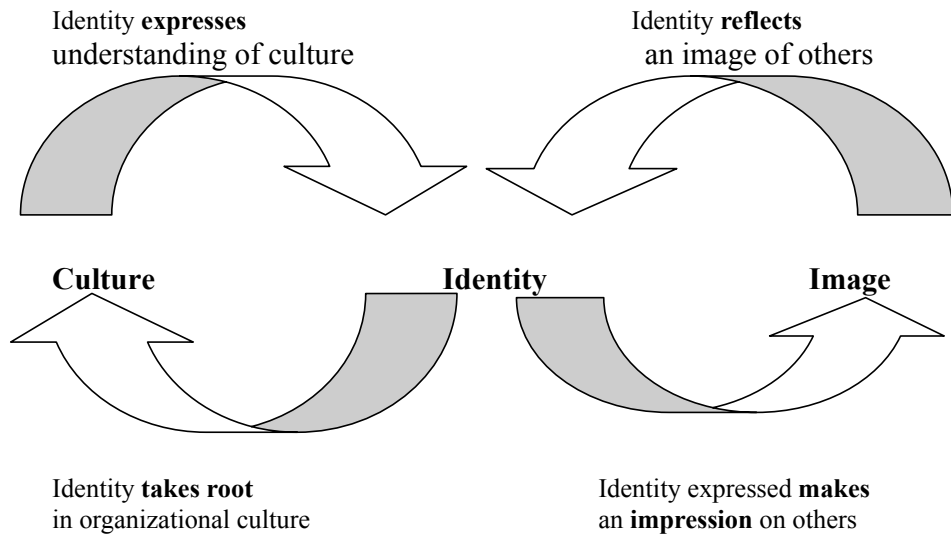 Identity expresses
understanding of culture
Identity reflects
an image of others
Culture
Identity
Image
Identity takes root
in organizational culture
Identity expressed makes
an impression on others